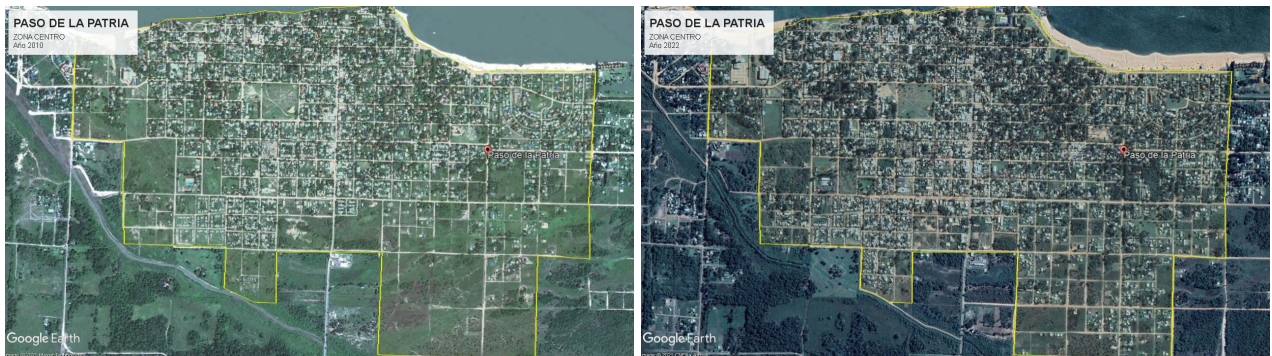 PASO DE LA PATRIA
ZONA CENTRO
Año 2010
Paso de la Patria
Google Earth
PASO DE LA PATRIA
ZONA CENTRO
Año 2022
Paso de la Patria
Google Earth